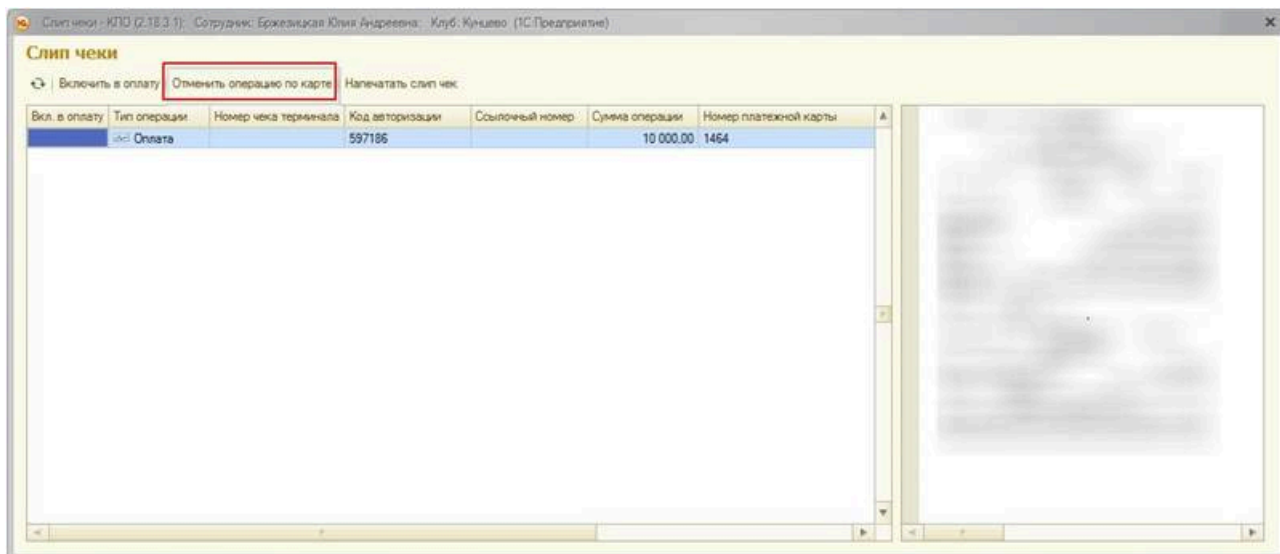 Слип чеки - КПО (2.18.3.1): Сотрудник: Бржезицкая Юлия Андреевна: Клуб: Кунцево (1С:Предприятие)
Слип чеки
Включить в оплату Отменить операцию по карте Напечатать слип чек
Вкл. в оплату Тип операции Номер чека терминала Код авторизации Ссылочный номер Сумма операции Номер платежной карты
Оплата 597186 10 000,00 1464